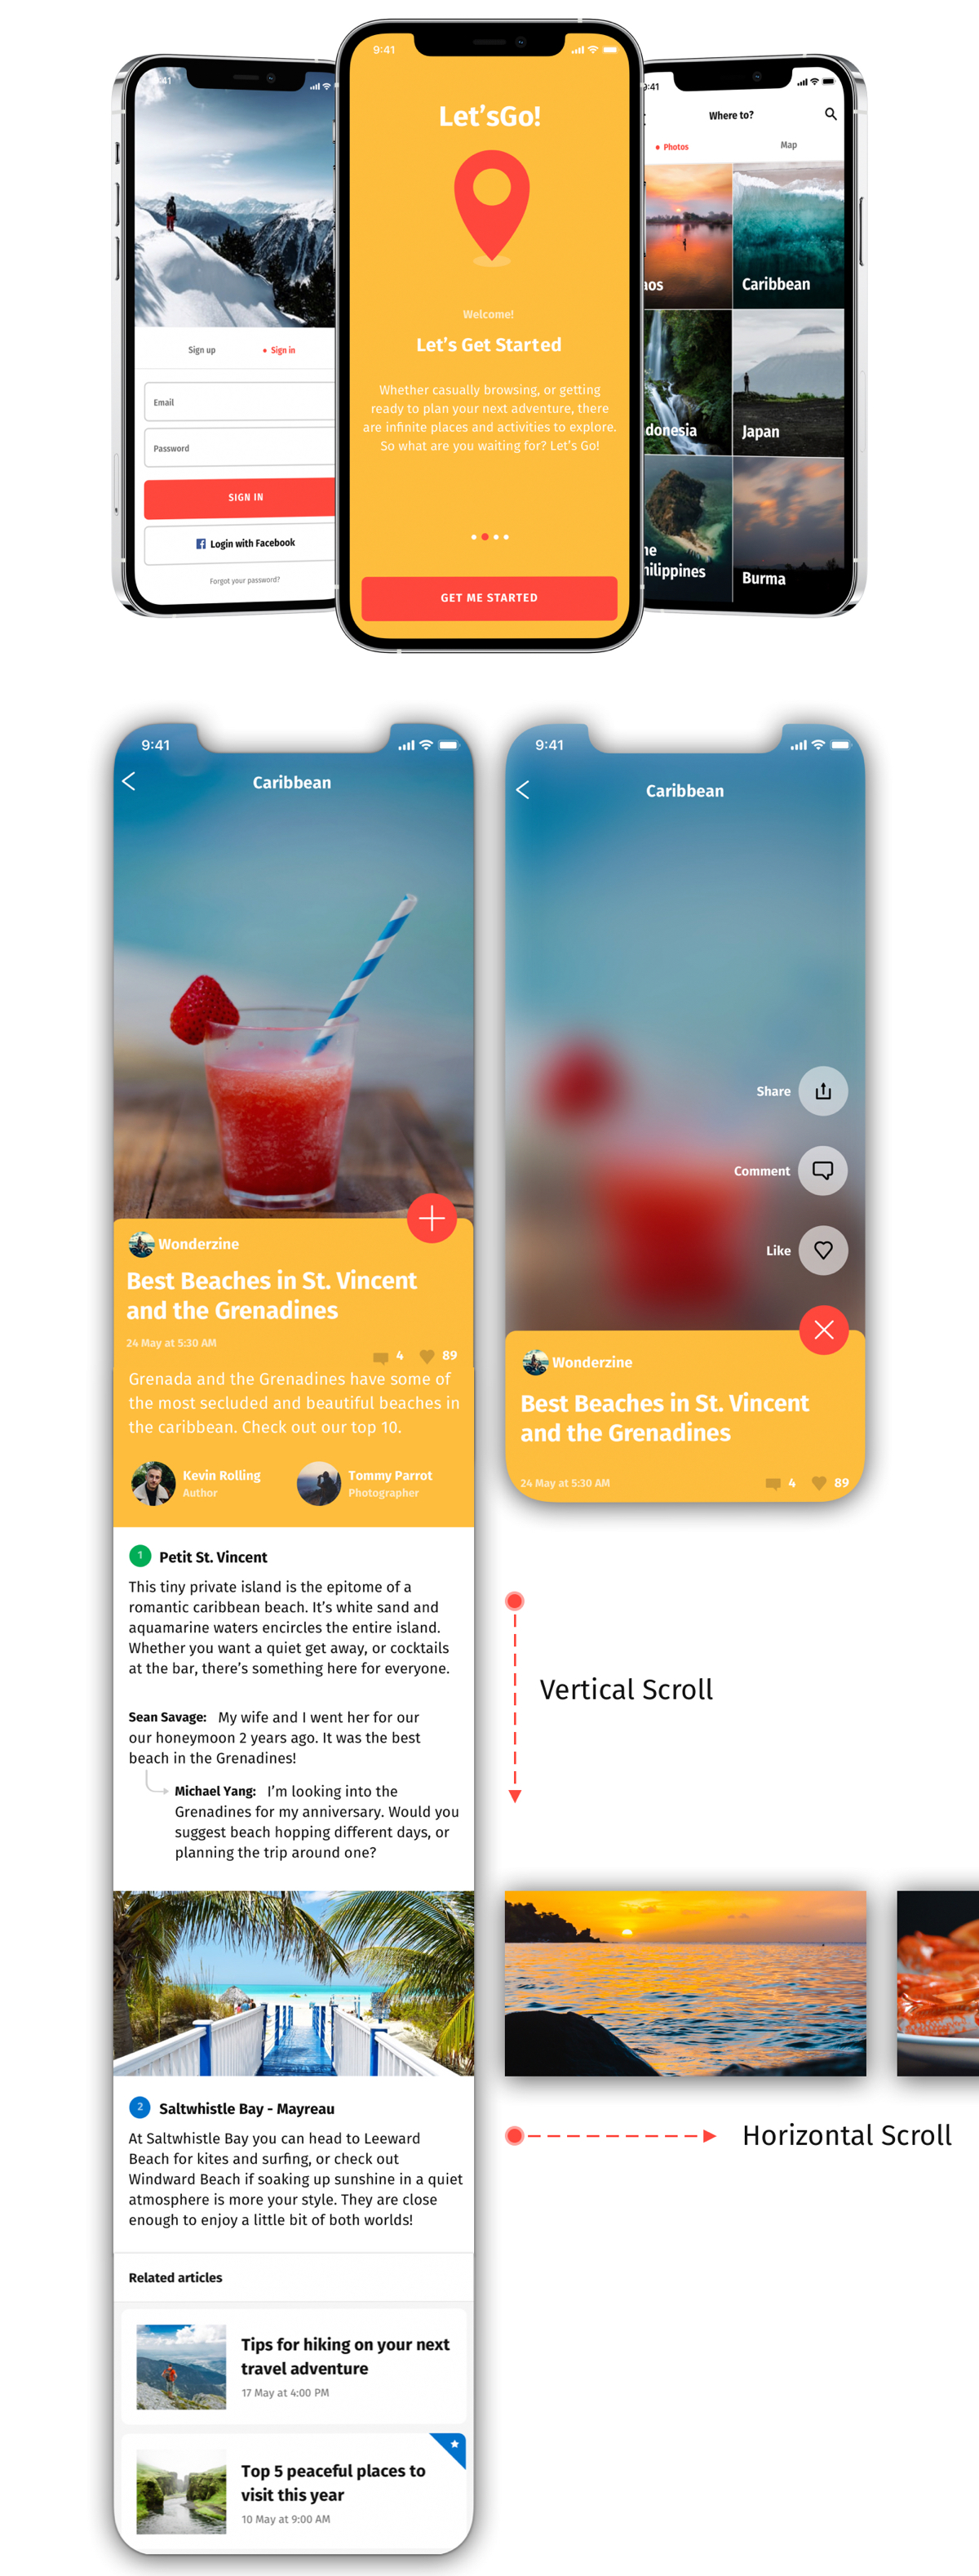 9:41
Sign up
Sign in
Email
Password
SIGN IN
Login with Facebook
Forgot your password?
9:41
Let'sGo!
Welcome!
Let's Get Started
Whether casually browsing, or getting
ready to plan your next adventure, there
are infinite places and activities to explore.
So what are you waiting for? Let's Go!
GET ME STARTED
9:41
Where to?
Photos
Map
Caribbean
Japan
Burma
9:41
Caribbean
Wonderzine
Best Beaches in St. Vincent
and the Grenadines
24 May at 5:30 AM
4 89
Grenada and the Grenadines have some of
the most secluded and beautiful beaches in
the caribbean. Check out our top 10.
Kevin Rolling
Author
Tommy Parrot
Photographer
1 Petit St. Vincent
This tiny private island is the epitome of a
romantic caribbean beach. It's white sand and
aquamarine waters encircles the entire island.
Whether you want a quiet get away, or cocktails
at the bar, there's something here for everyone.
Sean Savage: My wife and I went her for our
our honeymoon 2 years ago. It was the best
beach in the Grenadines!
Michael Yang: I'm looking into the
Grenadines for my anniversary. Would you
suggest beach hopping different days, or
planning the trip around one?
2 Saltwhistle Bay - Mayreau
At Saltwhistle Bay you can head to Leeward
Beach for kites and surfing, or check out
Windward Beach if soaking up sunshine in a quiet
atmosphere is more your style. They are close
enough to enjoy a little bit of both worlds!
Related articles
Tips for hiking on your next
travel adventure
17 May at 4:00 PM
Top 5 peaceful places to
visit this year
10 May at 9:00 AM
9:41
Caribbean
Share
Comment
Like
Wonderzine
Best Beaches in St. Vincent
and the Grenadines
24 May at 5:30 AM
4 89
Vertical Scroll
Horizontal Scroll